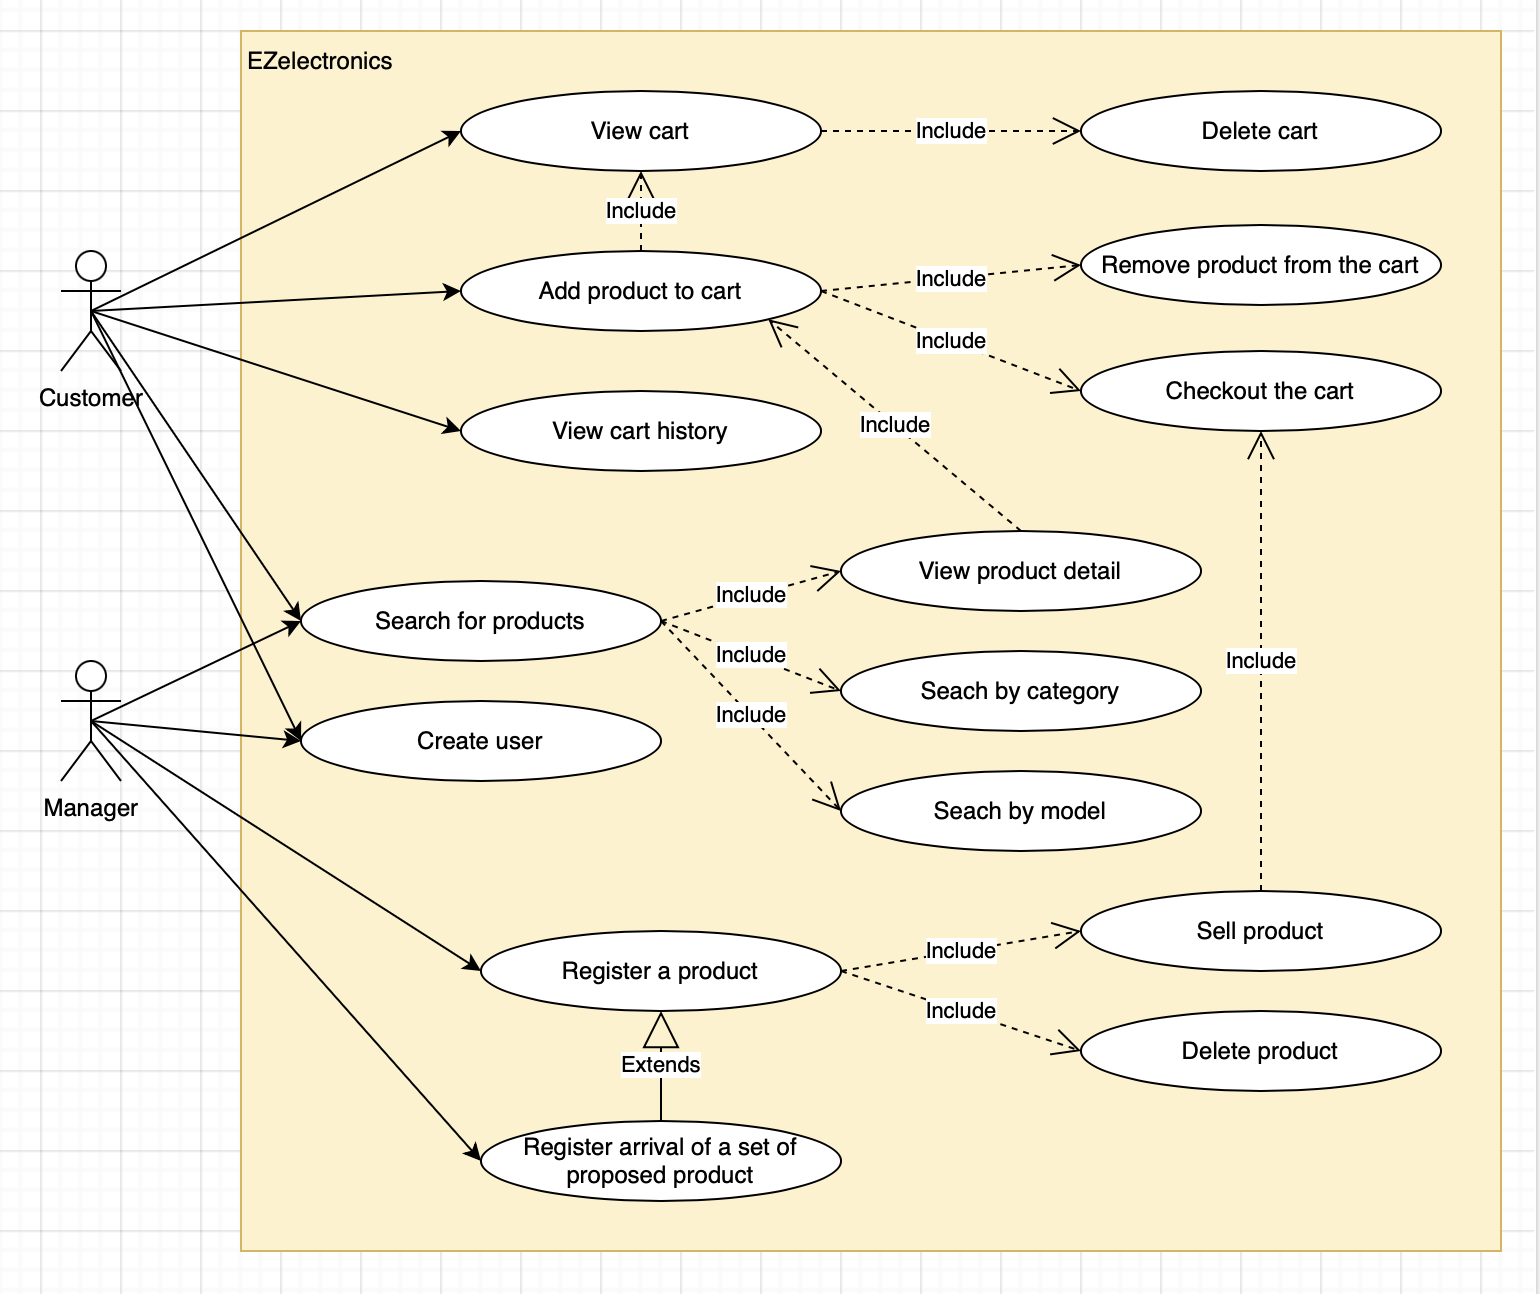 EZelectronics
View cart
Include
Delete cart
Include
Add product to cart
Include
Remove product from the cart
Include
Checkout the cart
Customer
View cart history
Include
View product detail
Include
Search for products
Include
Seach by category
Include
Include
Create user
Manager
Seach by model
Sell product
Include
Register a product
Include
Delete product
Extends
Register arrival of a set of
proposed product